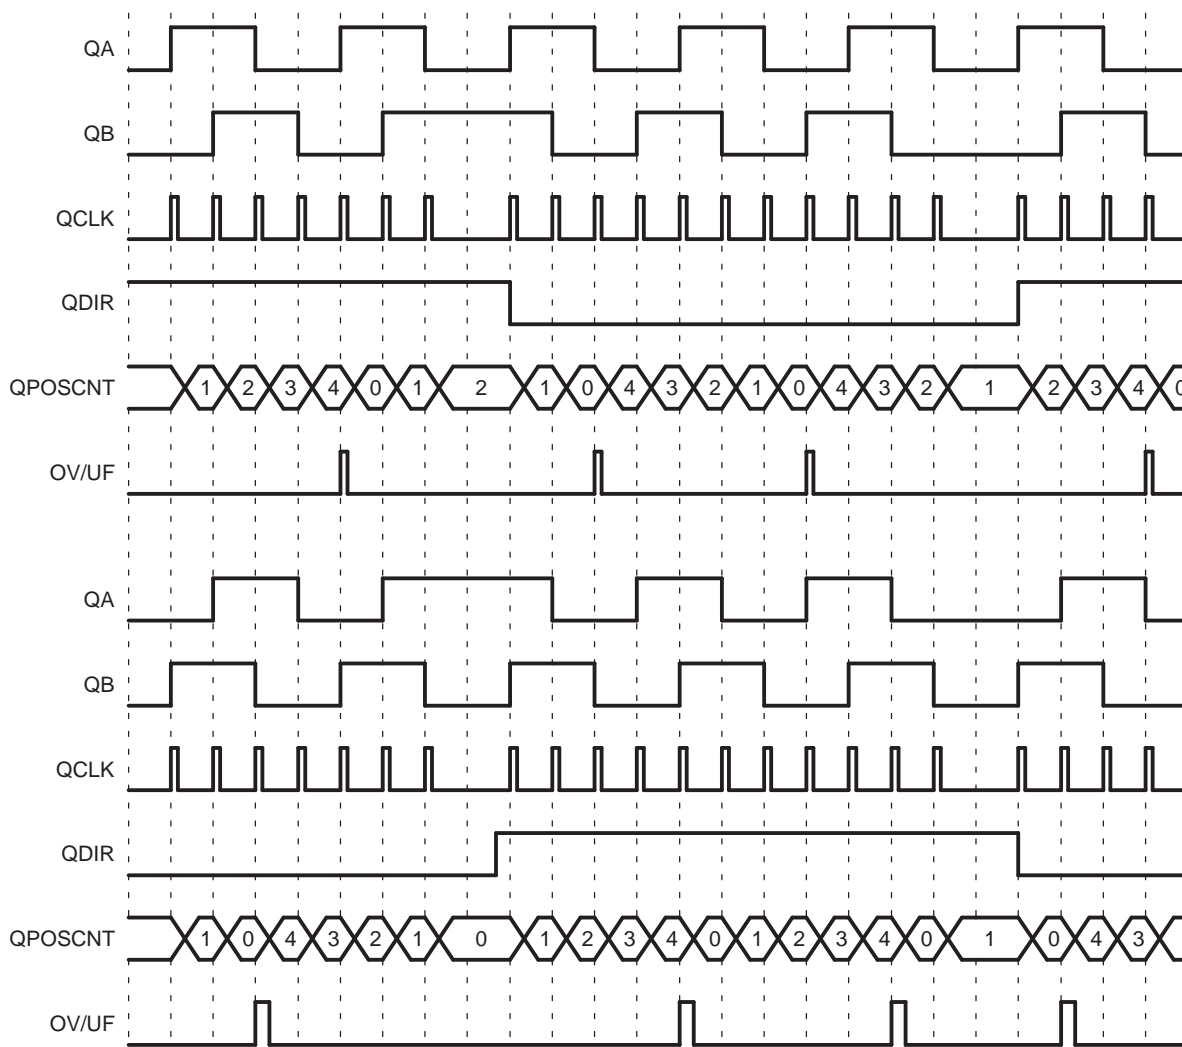 QA
QB
QCLK
QDIR
QPOSCNT 1 2 3 4 0 1 2 1 0 4 3 2 1 0 4 3 2 1 2 3 4 0
OV/UF
QA
QB
QCLK
QDIR
QPOSCNT 1 0 4 3 2 1 0 1 2 3 4 0 1 2 3 4 0 1 0 4 3
OV/UF